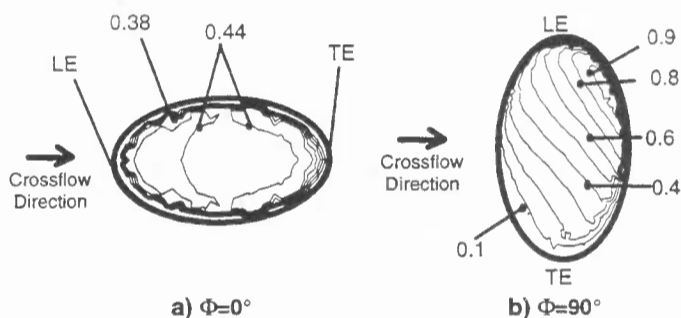 0.38
0.44
LE
TE
Crossflow
Direction
a) Φ=0°
LE
0.9
0.8
0.6
0.4
0.1
Crossflow
Direction
TE
b) Φ=90°